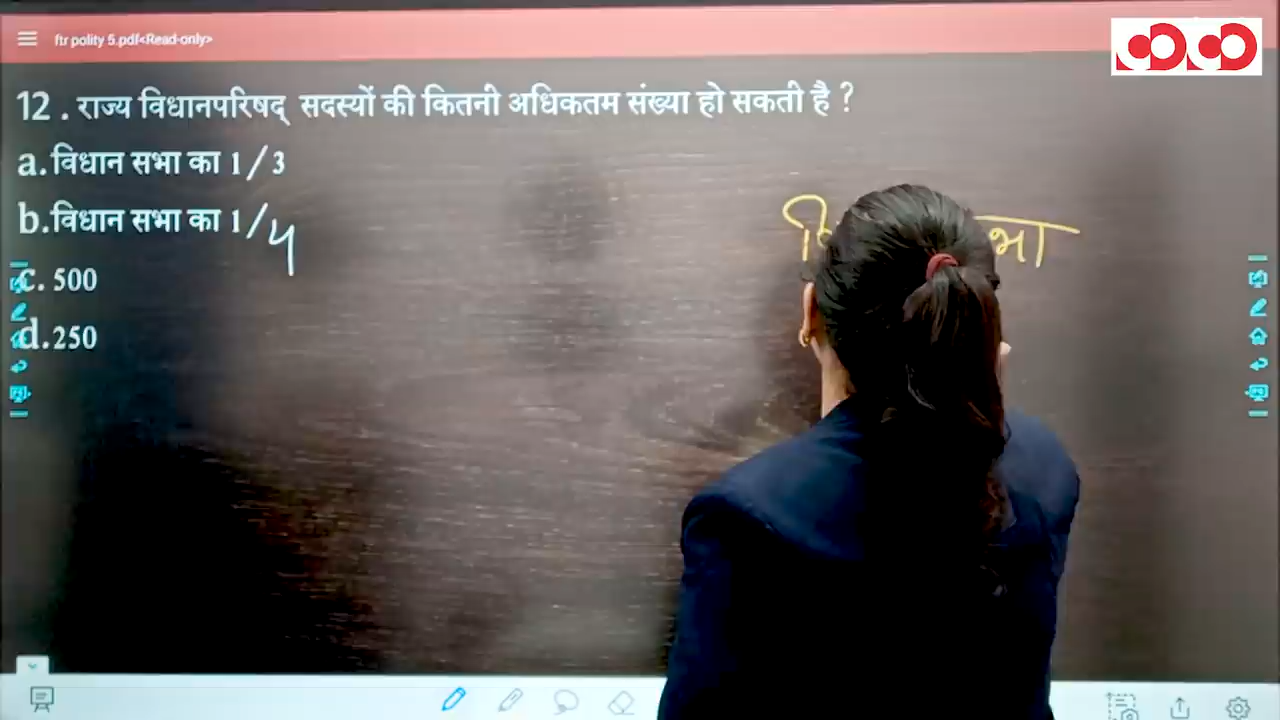 ftr polity 5.pdf<Read-only>
12 . राज्य विधानपरिषद् सदस्यों की कितनी अधिकतम संख्या हो सकती है ?
a.विधान सभा का 1/3
b.विधान सभा का 1/4
c. 500
d.250